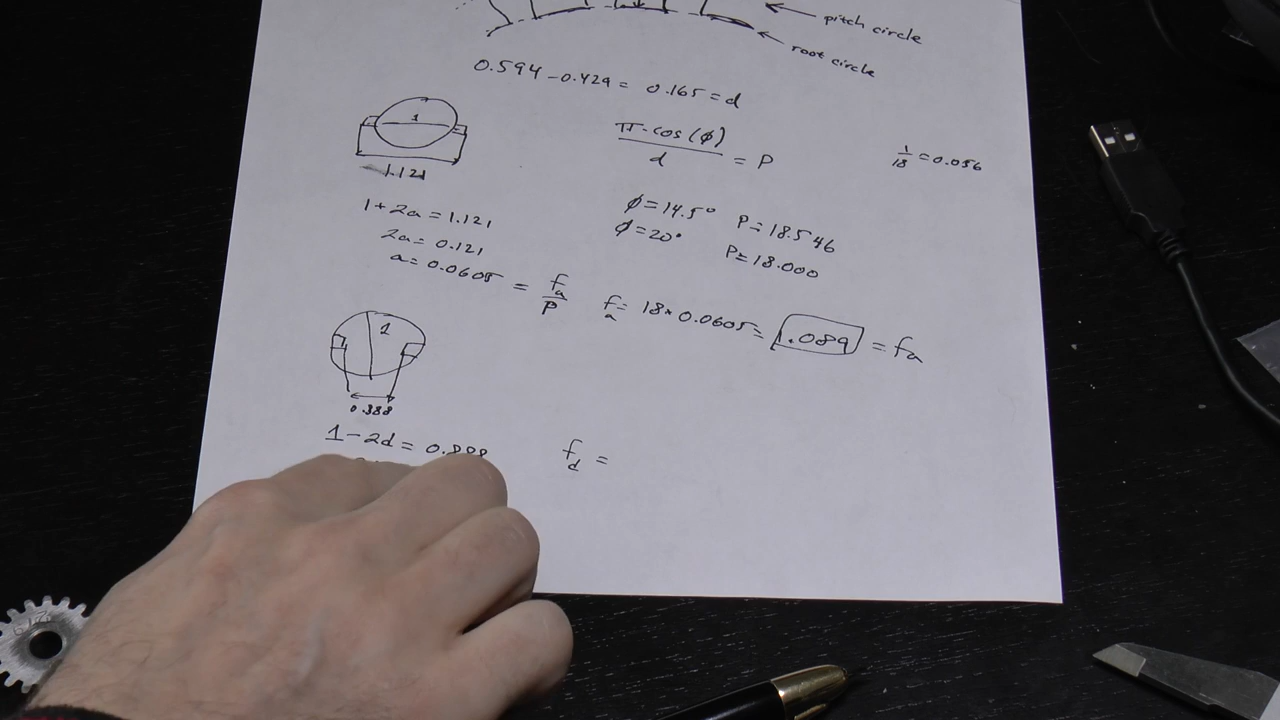 pitch circle
root circle
0.594 - 0.429 = 0.165 = d
1
1.121
π·cos(φ)
d
= P
1/18 = 0.056
1 + 2a = 1.121
2a = 0.121
a = 0.0605 = fₐ/P
φ = 14.5° P = 18.546
φ = 20° P = 18.000
fₐ = 18 * 0.0605 = 1.089 = fₐ
1
0.888
1 - 2d = 0.888
f_d =